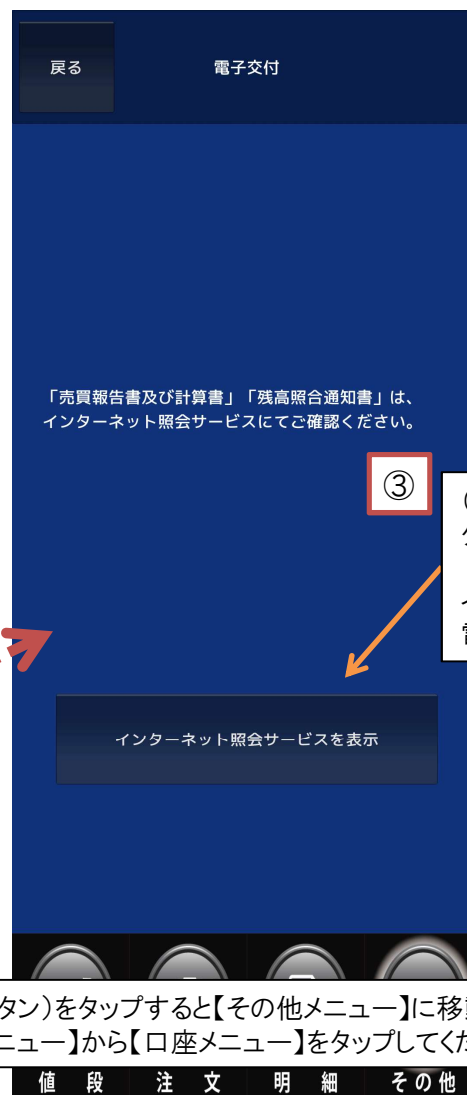 戻る
電子交付
「売買報告書及び計算書」「残高照合通知書」は、
インターネット照会サービスにてご確認ください。
③
インターネット照会サービスを表示
タン)をタップすると【その他メニュー】に移
ニュー】から【口座メニュー】をタップしてくだ
値 段
注 文
明 細
その他